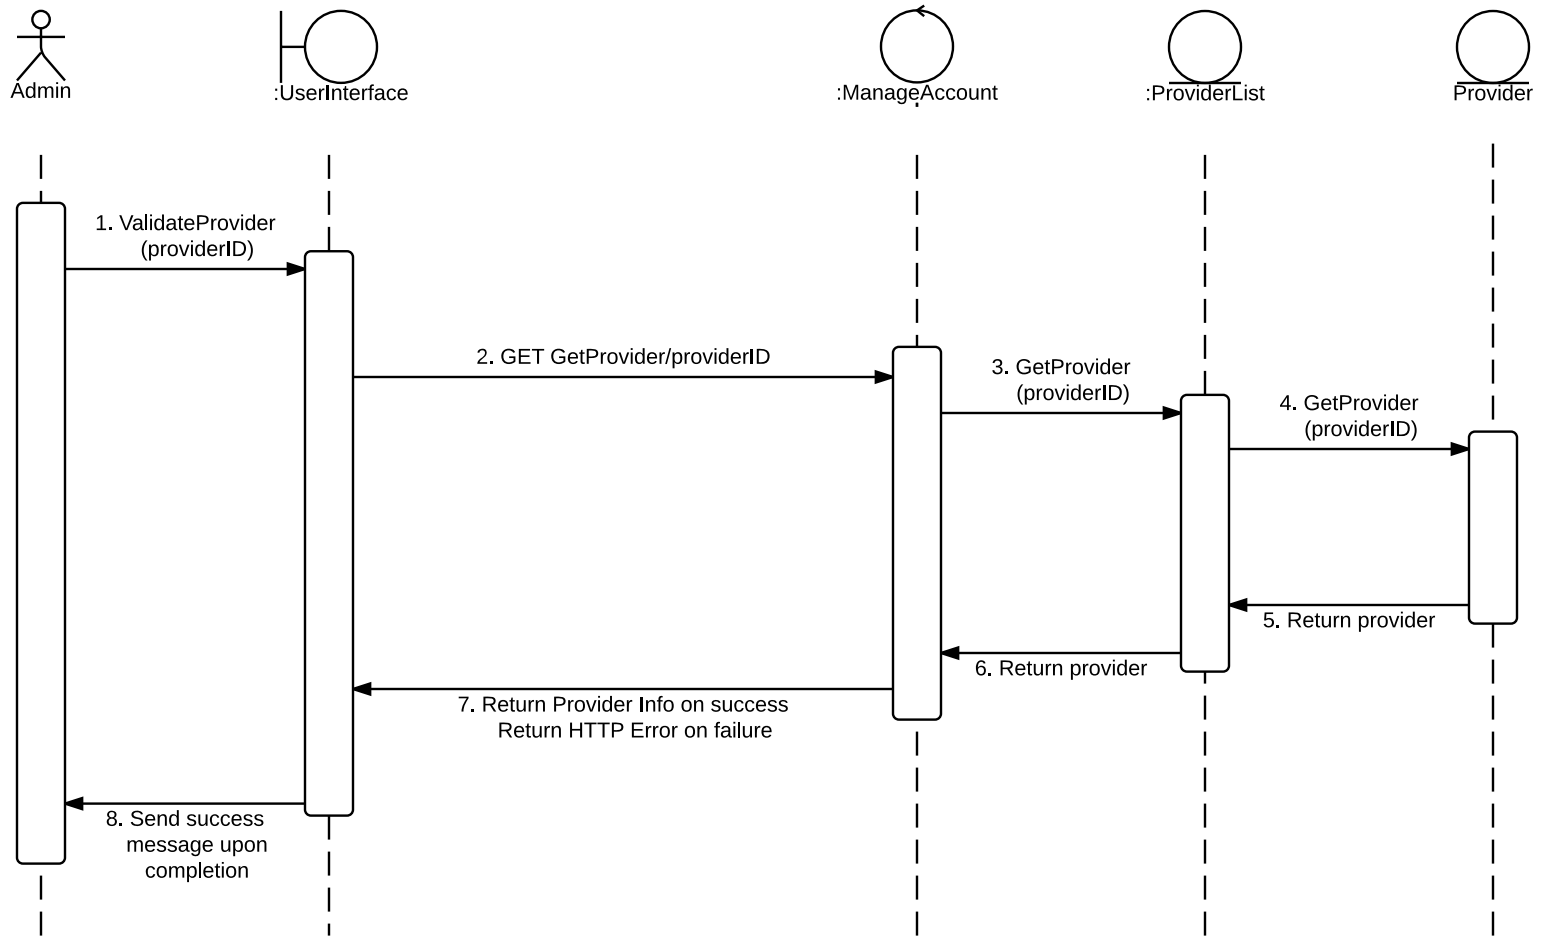 Admin
:UserInterface
:ManageAccount
:ProviderList
Provider
1. ValidateProvider
(providerID)
2. GET GetProvider/providerID
3. GetProvider
(providerID)
4. GetProvider
(providerID)
5. Return provider
6. Return provider
7. Return Provider Info on success
Return HTTP Error on failure
8. Send success
message upon
completion